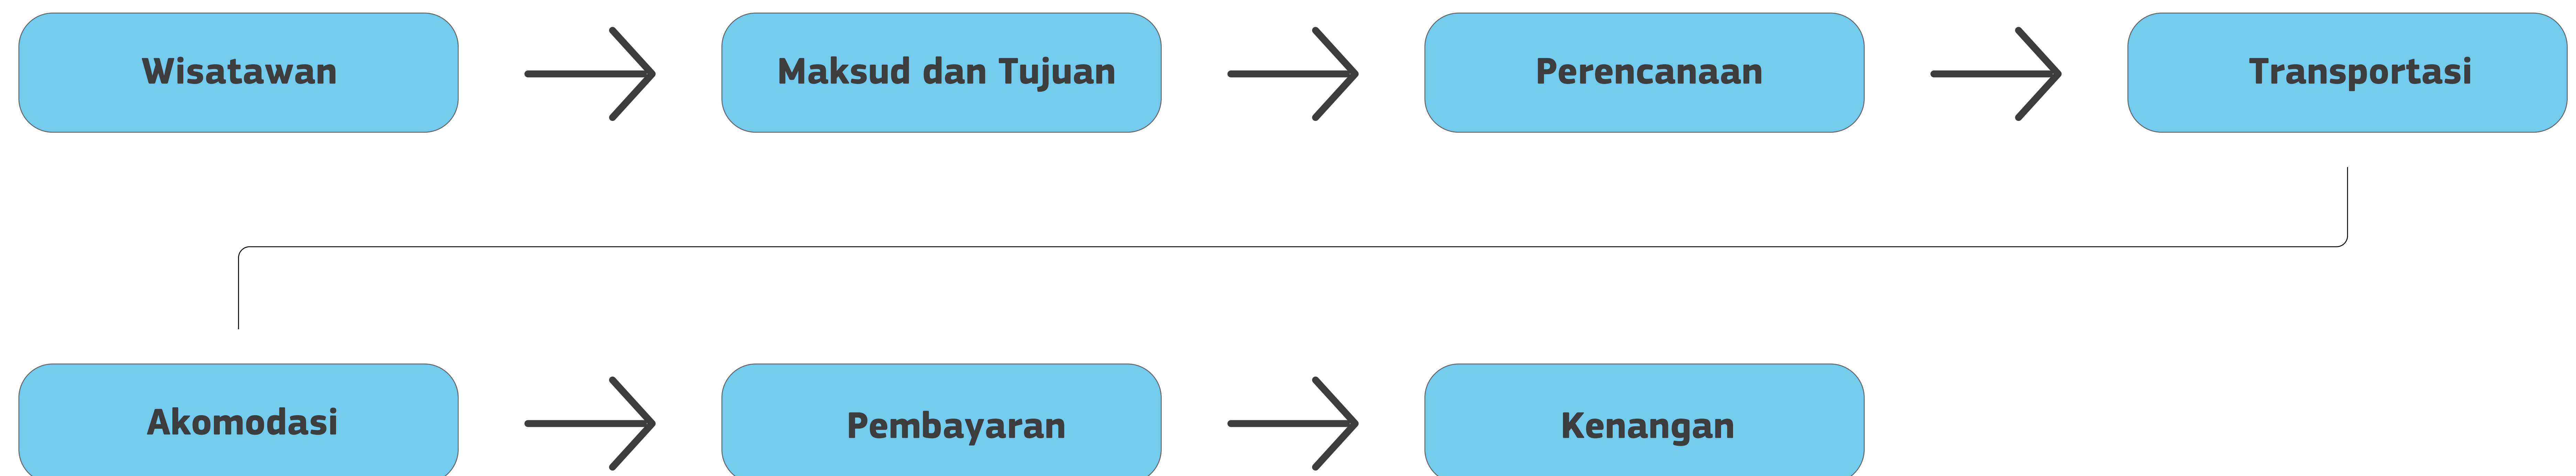 Wisatawan
Maksud dan Tujuan
Perencanaan
Transportasi
Akomodasi
Pembayaran
Kenangan